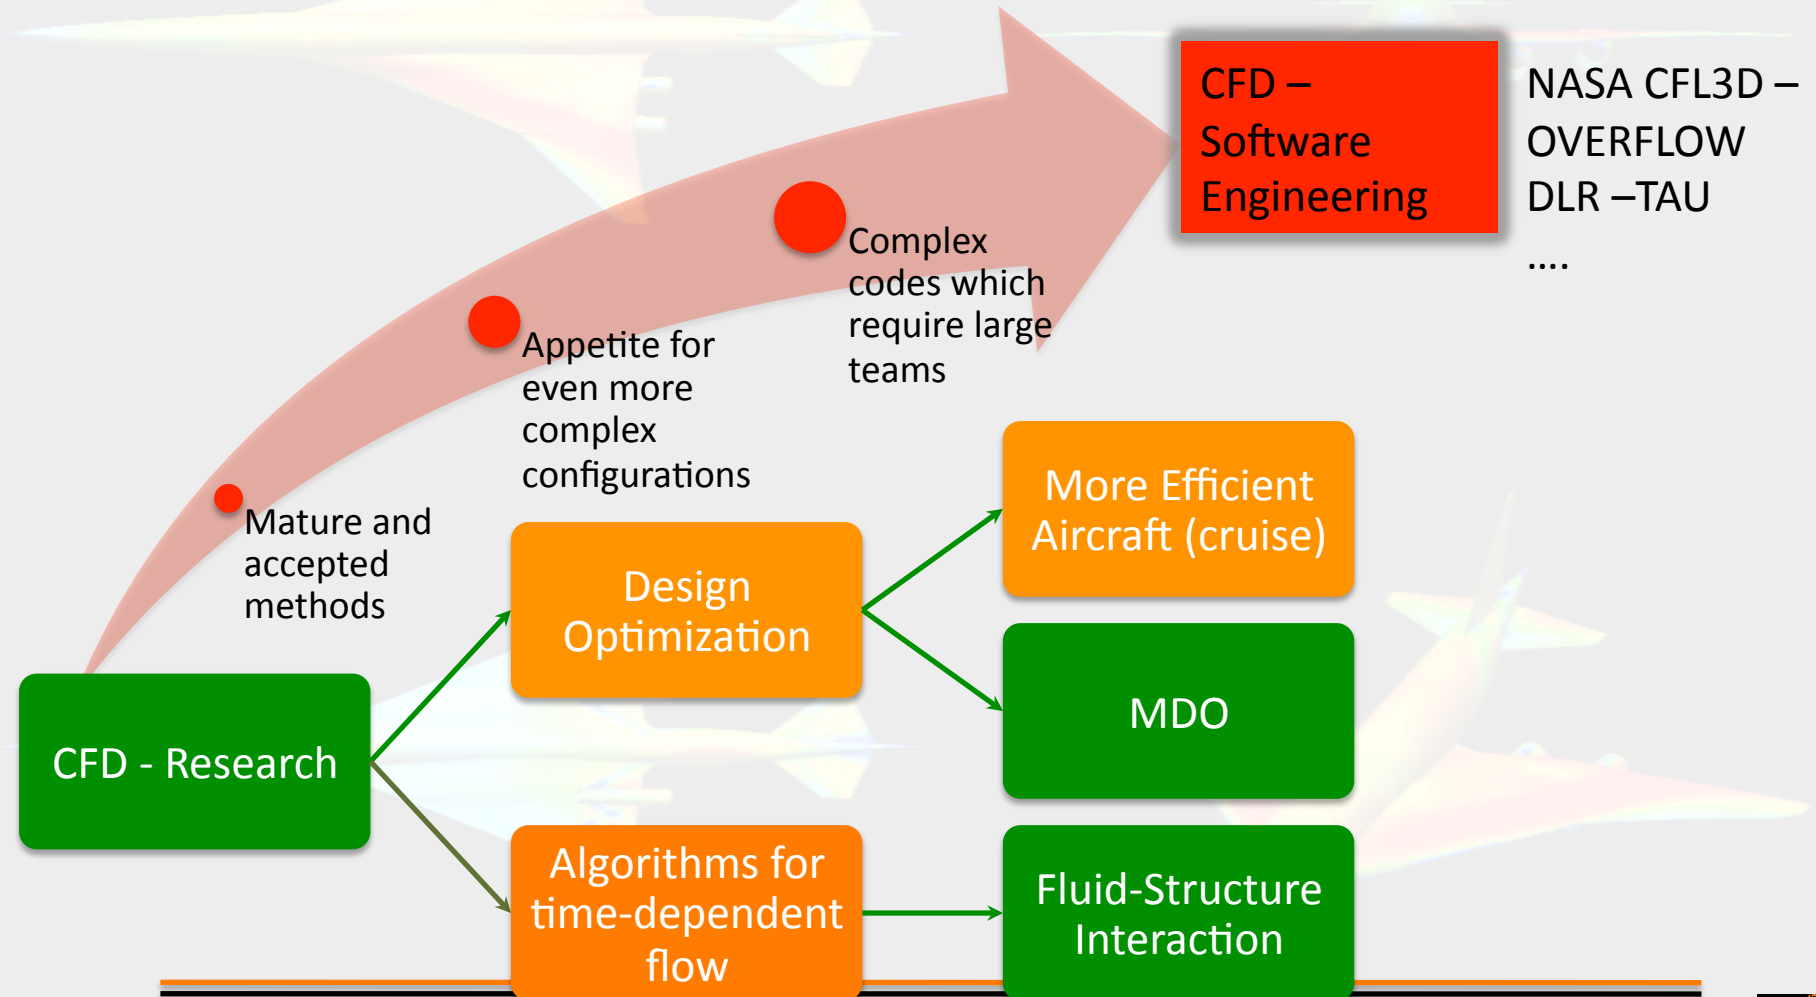 CFD –
Software
Engineering
NASA CFL3D –
OVERFLOW
DLR –TAU
....
Complex
codes which
require large
teams
Appetite for
even more
complex
configurations
Mature and
accepted
methods
More Efficient
Aircraft (cruise)
Design
Optimization
MDO
CFD - Research
Algorithms for
time-dependent
flow
Fluid-Structure
Interaction